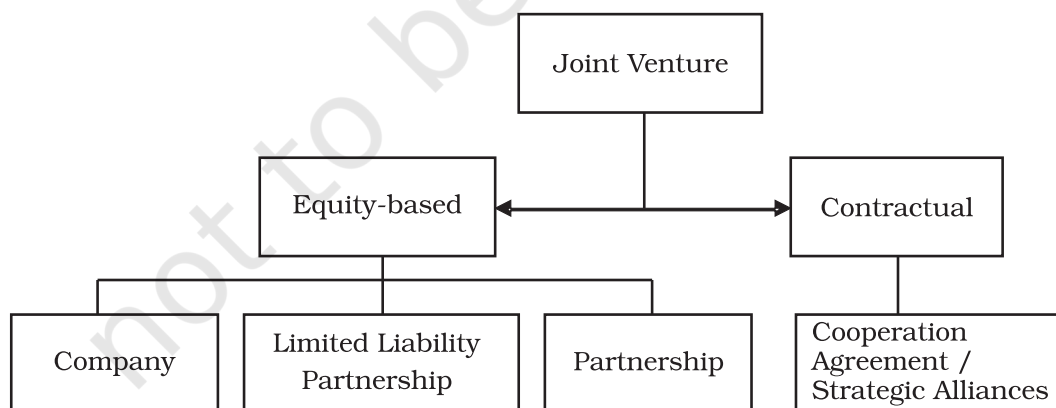 Joint Venture
Equity-based
Contractual
Company
Limited Liability
Partnership
Partnership
Cooperation
Agreement /
Strategic Alliances
not to be